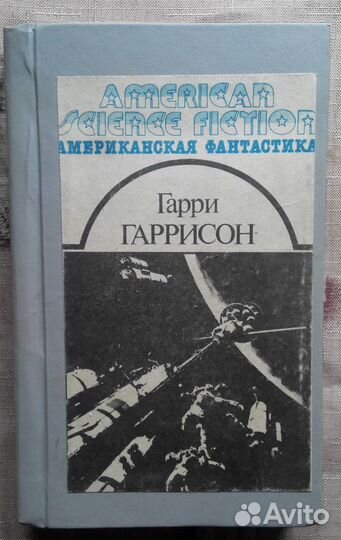 AMERICAN
SCIENCE FICTION
АМЕРИКАНСКАЯ ФАНТАСТИКА
Гарри
ГАРРИСОН
Avito